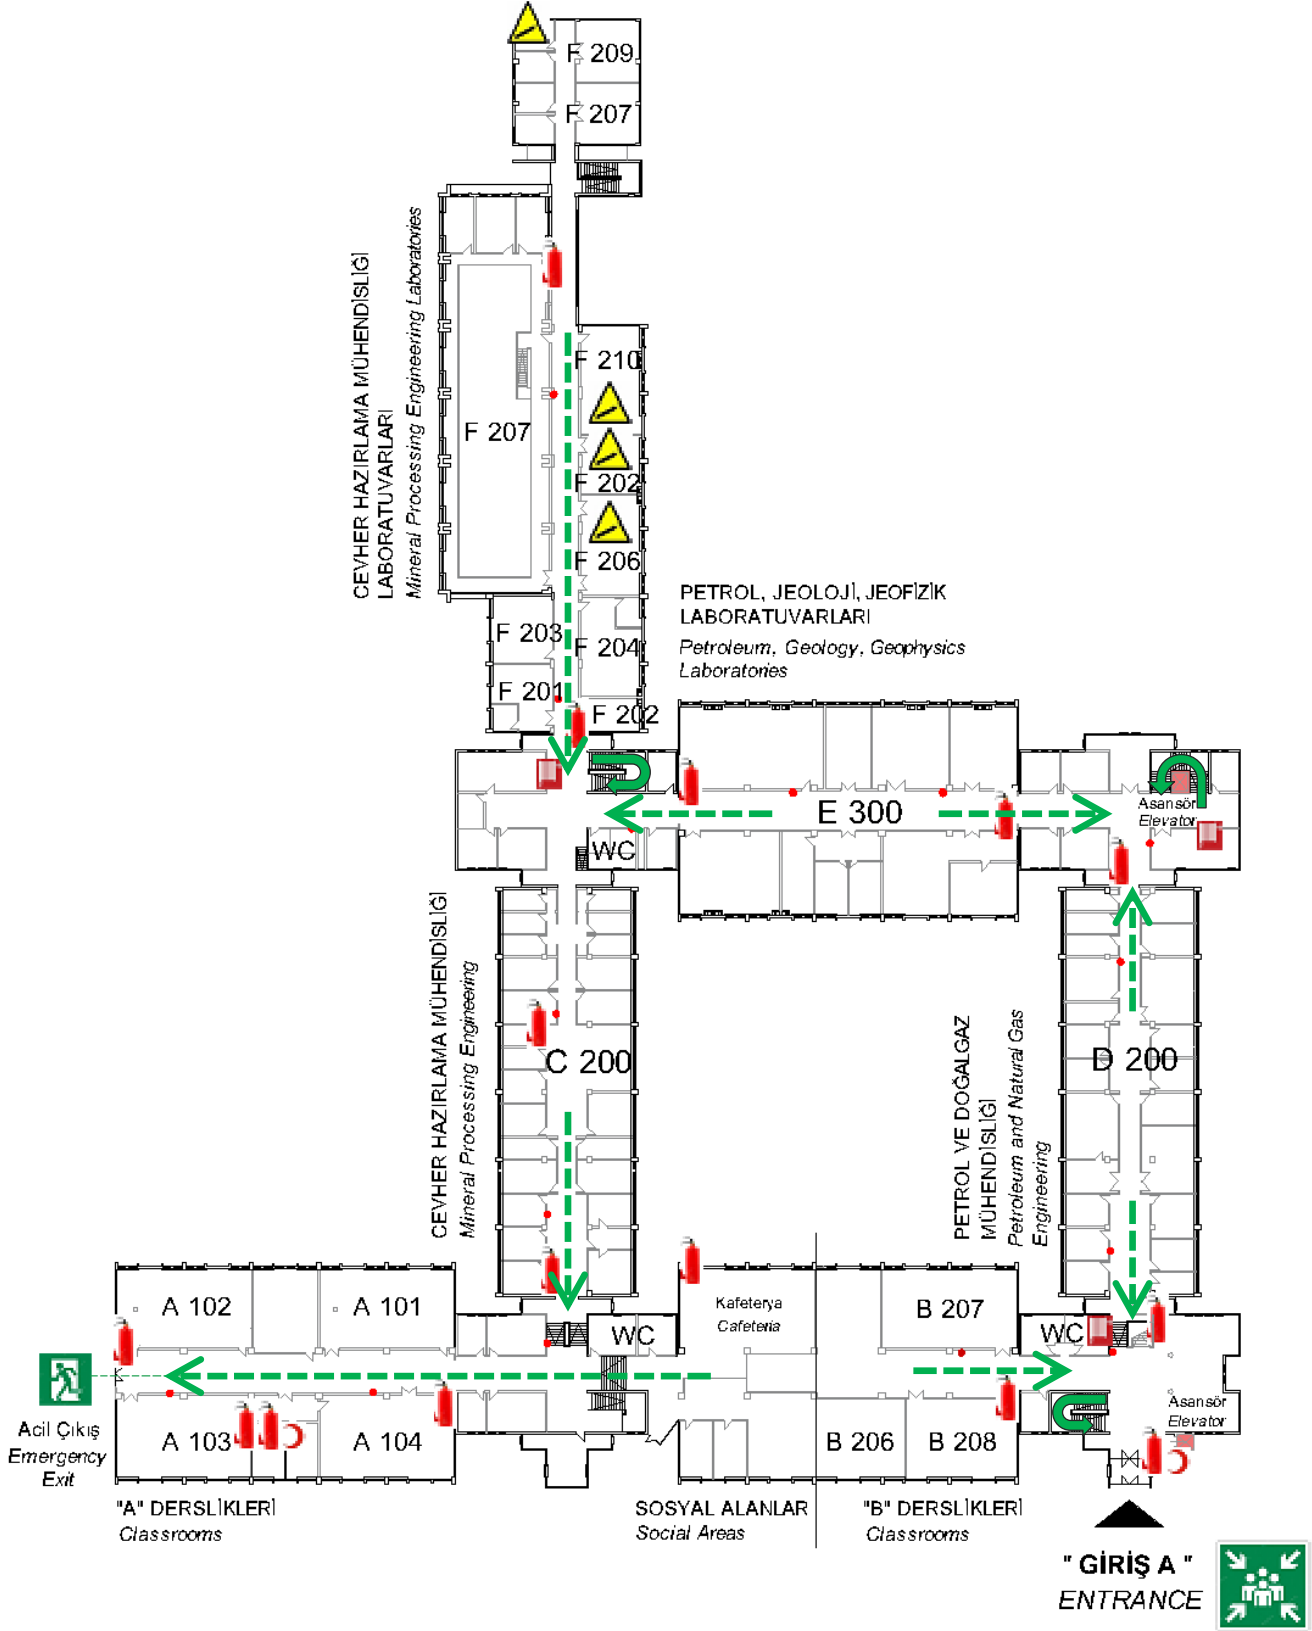 F 209
F 207
CEVHER HAZIRLAMA MÜHENDİSLİĞİ
LABORATUVARLARI
Mineral Processing Engineering Laboratories
F 210
F 207
F 202
F 206
F 203
F 204
F 201
F 202
PETROL, JEOLOJİ, JEOFİZİK
LABORATUVARLARI
Petroleum, Geology, Geophysics
Laboratories
E 300
Asansör
Elevator
WC
CEVHER HAZIRLAMA MÜHENDİSLİĞİ
Mineral Processing Engineering
C 200
D 200
PETROL VE DOĞALGAZ
MÜHENDİSLİĞİ
Petroleum and Natural Gas
Engineering
A 102
A 101
WC
Kafeterya
Cafeteria
B 207
WC
Acil Çıkış
Emergency
Exit
A 103
A 104
B 206
B 208
Asansör
Elevator
"A" DERSLİKLERİ
Classrooms
SOSYAL ALANLAR
Social Areas
"B" DERSLİKLERİ
Classrooms
" GİRİŞ A "
ENTRANCE